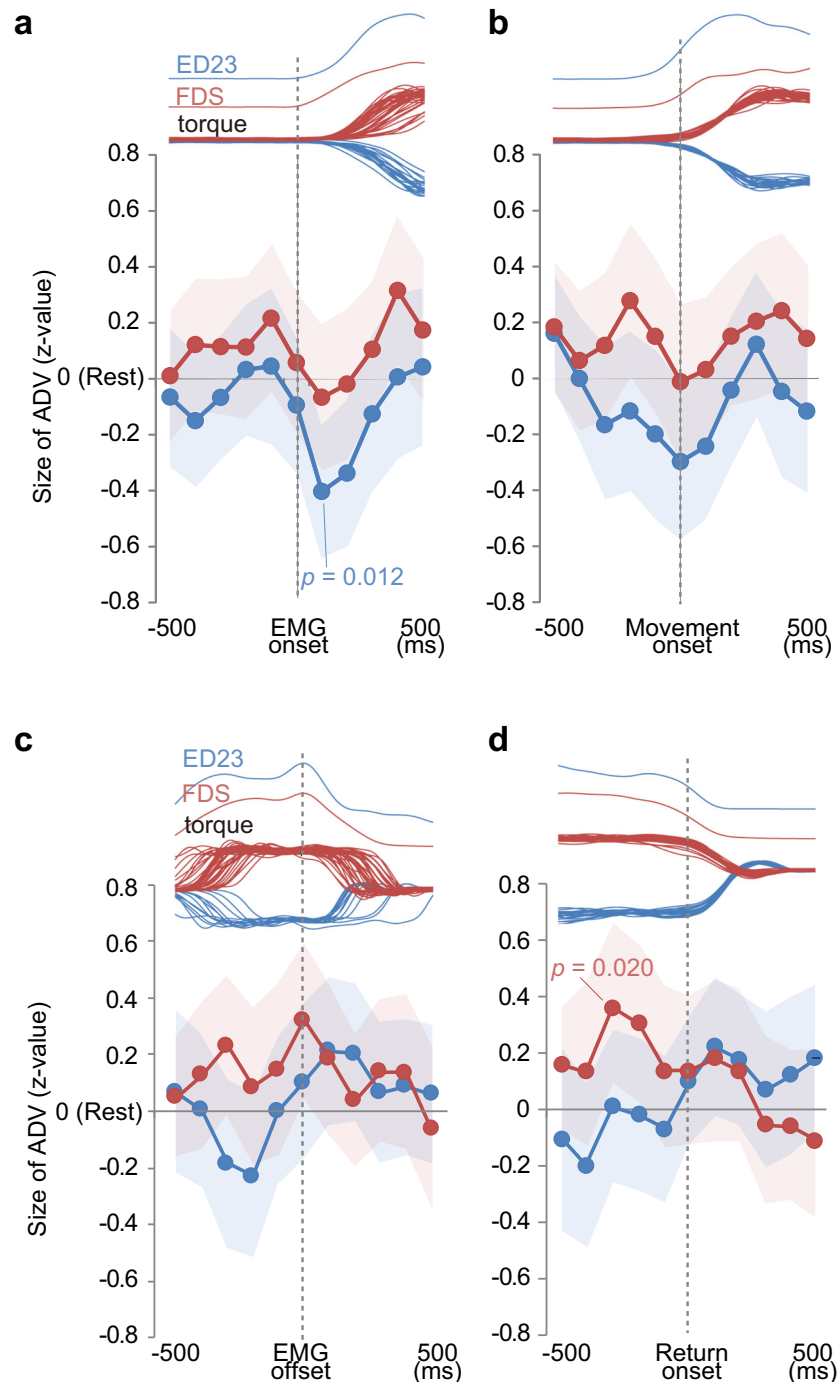 a
ED23
FDS
torque
0.8
0.6
0.4
0.2
0 (Rest)
-0.2
-0.4
-0.6
-0.8
Size of ADV (z-value)
p = 0.012
-500
EMG
onset
500
(ms)
b
0.8
0.6
0.4
0.2
0
-0.2
-0.4
-0.6
-0.8
-500
Movement
onset
500
(ms)
c
ED23
FDS
torque
0.8
0.6
0.4
0.2
0 (Rest)
-0.2
-0.4
-0.6
-0.8
Size of ADV (z-value)
-500
EMG
offset
500
(ms)
d
0.8
0.6
0.4
0.2
0
-0.2
-0.4
-0.6
-0.8
p = 0.020
-500
Return
onset
500
(ms)